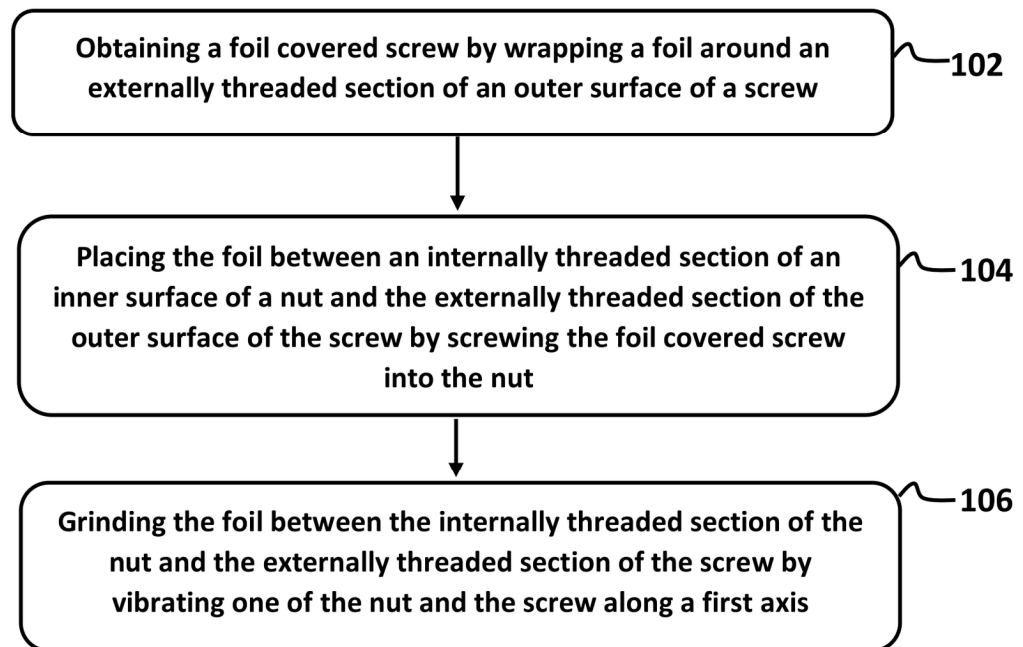 Obtaining a foil covered screw by wrapping a foil around an
externally threaded section of an outer surface of a screw
102
Placing the foil between an internally threaded section of an
inner surface of a nut and the externally threaded section of the
outer surface of the screw by screwing the foil covered screw
into the nut
104
Grinding the foil between the internally threaded section of the
nut and the externally threaded section of the screw by
vibrating one of the nut and the screw along a first axis
106